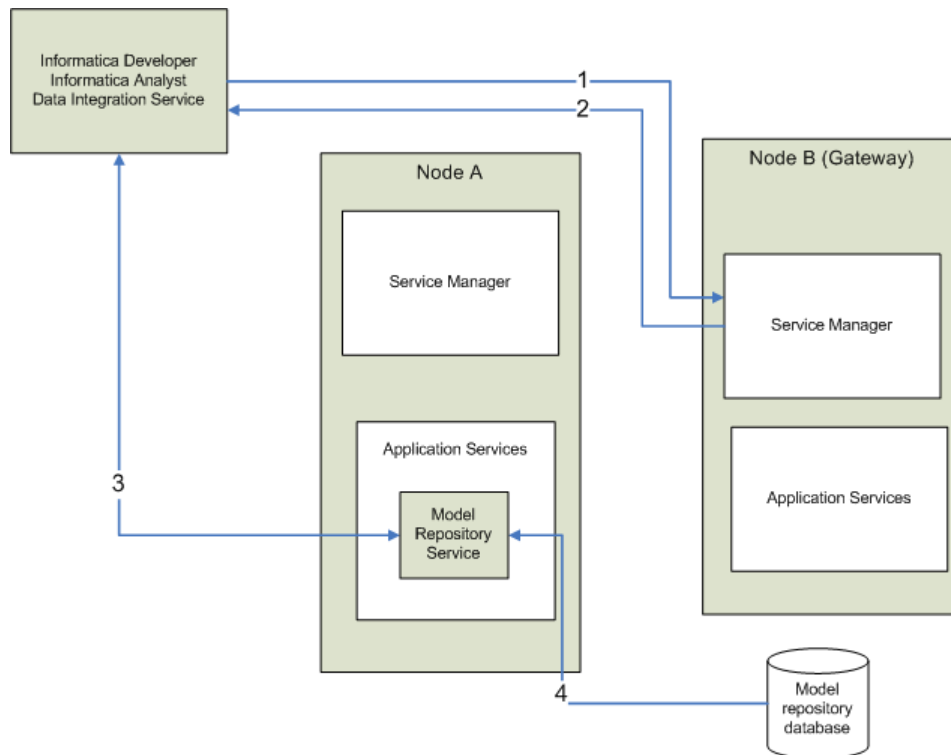 Informatica Developer
Informatica Analyst
Data Integration Service
1
2
Node A
Node B (Gateway)
Service Manager
Service Manager
Application Services
Application Services
3
Model
Repository
Service
4
Model
repository
database